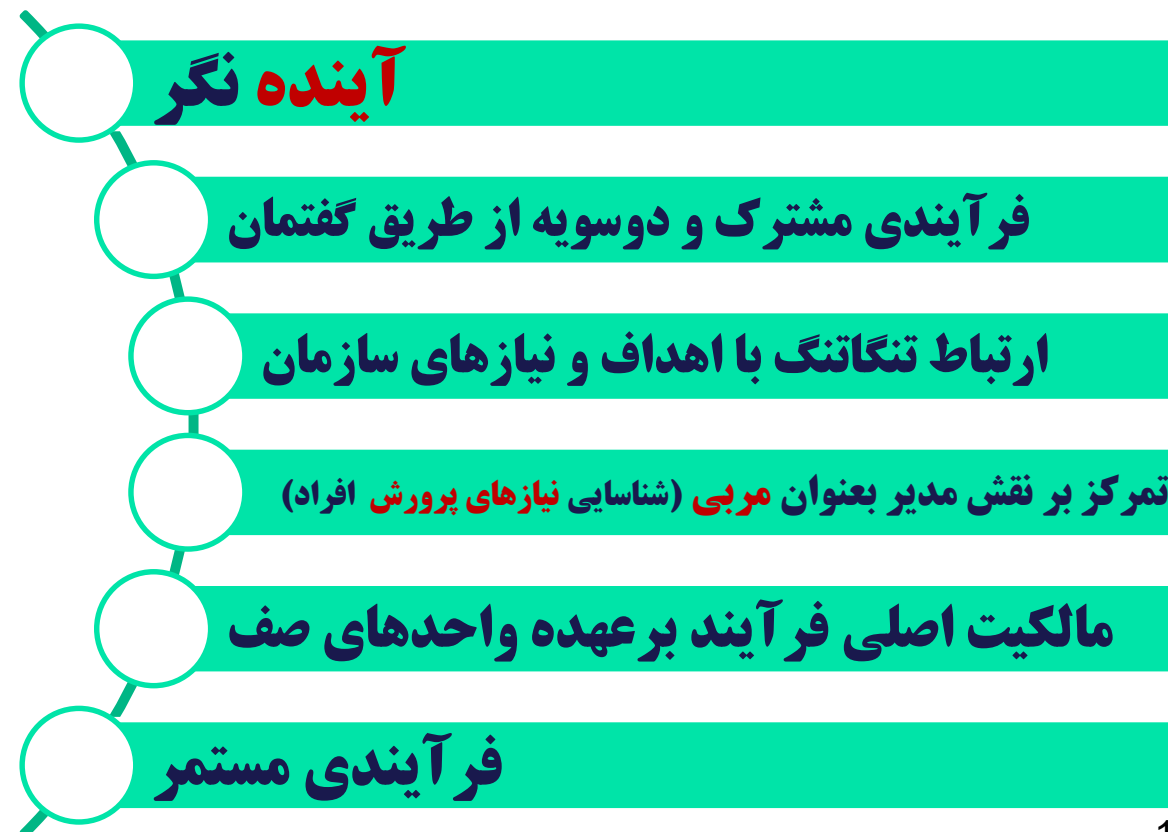 آینده نگر
فرآیندی مشترک و دوسویه از طریق گفتمان
ارتباط تنگاتنگ با اهداف و نیازهای سازمان
تمرکز بر نقش مدیر بعنوان مربی (شناسایی نیازهای پرورش افراد)
مالکیت اصلی فرآیند برعهده واحدهای صف
فرآیندی مستمر